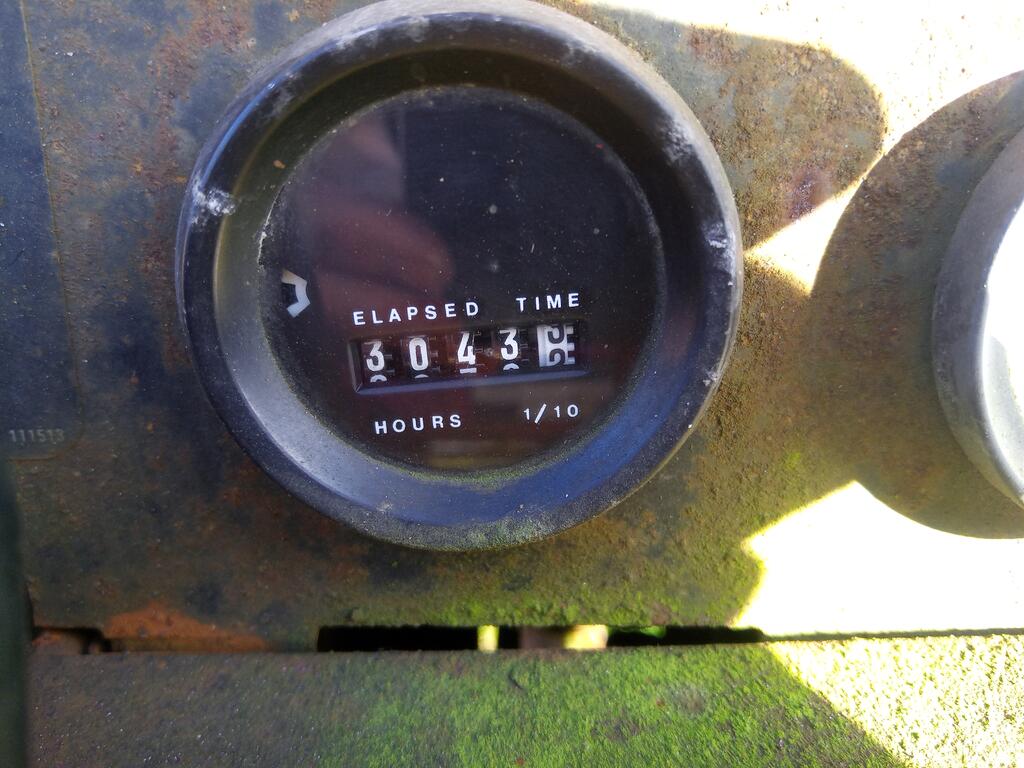 ELAPSED TIME
3043
HOURS 1/10
111513